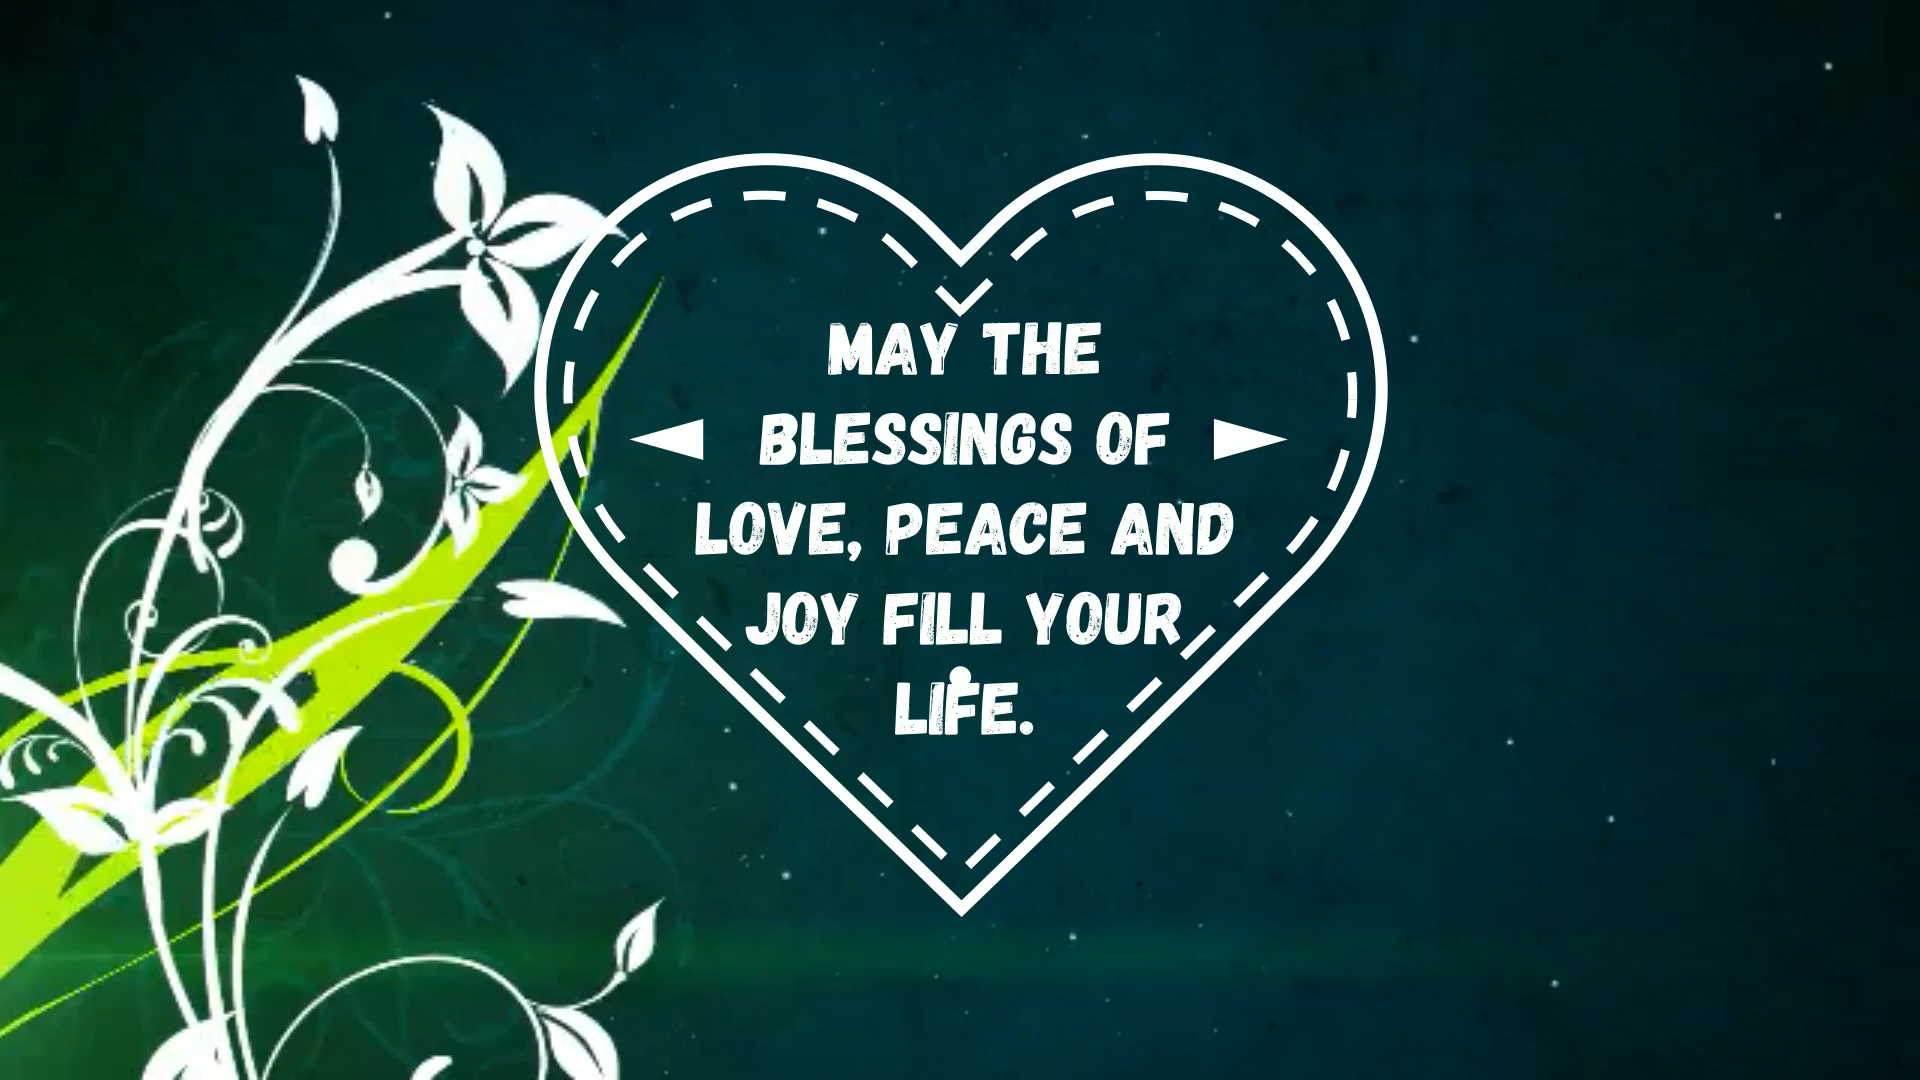 MAY THE
BLESSINGS OF
LOVE, PEACE AND
JOY FILL YOUR
LIFE.